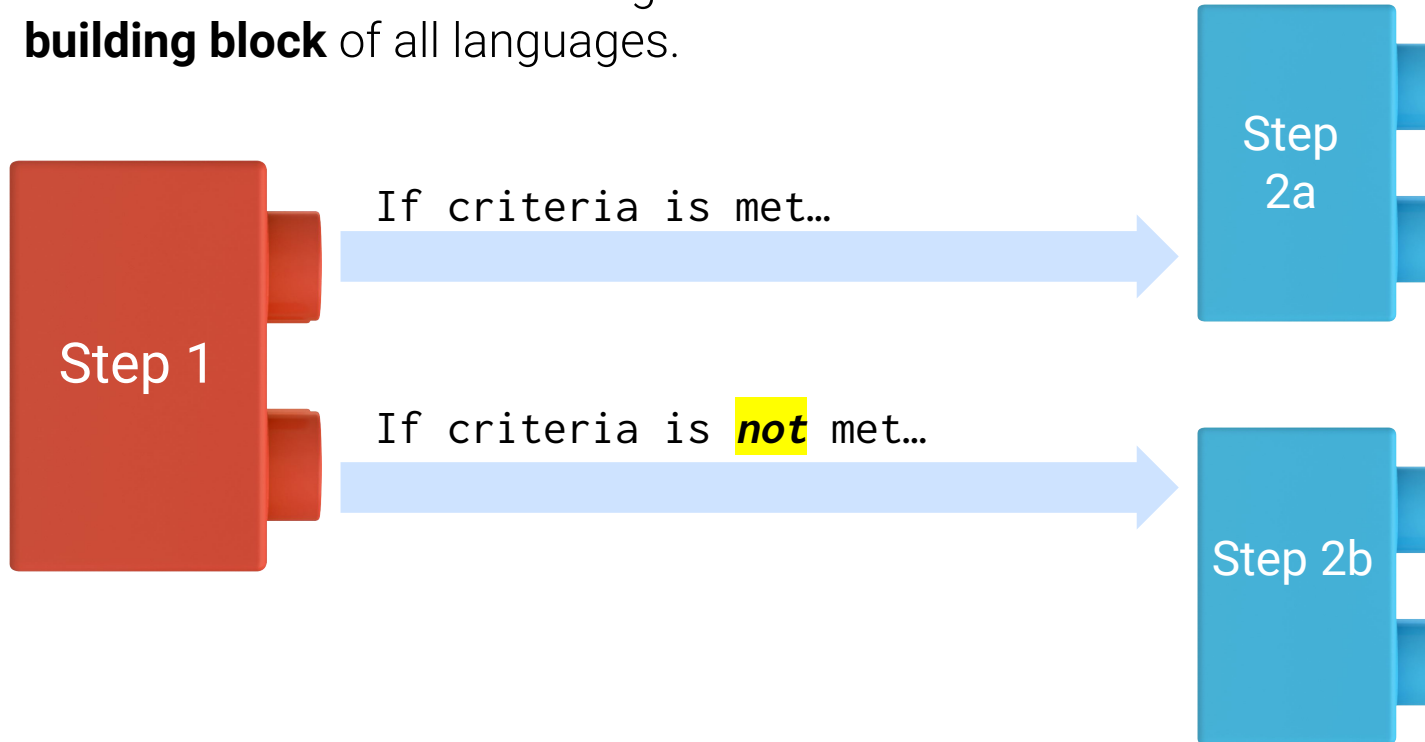 building block of all languages.
If criteria is met…
Step 1
If criteria is not met…
Step
2a
Step 2b